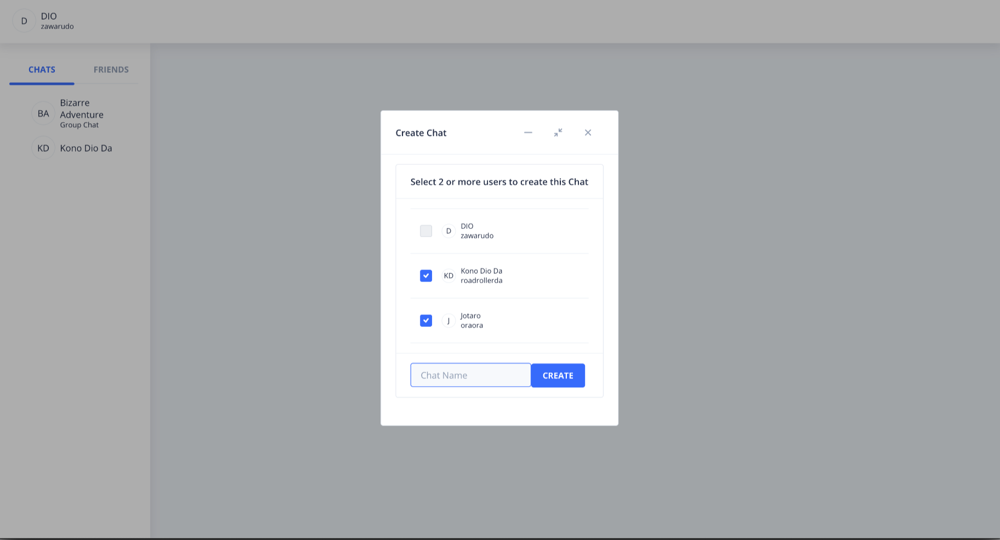 D
DIO
zawarudo
CHATS
FRIENDS
BA
Bizarre
Adventure
Group Chat
KD
Kono Dio Da
Create Chat
Select 2 or more users to create this Chat
D
DIO
zawarudo
KD
Kono Dio Da
roadrollerda
J
Jotaro
oraora
Chat Name
CREATE